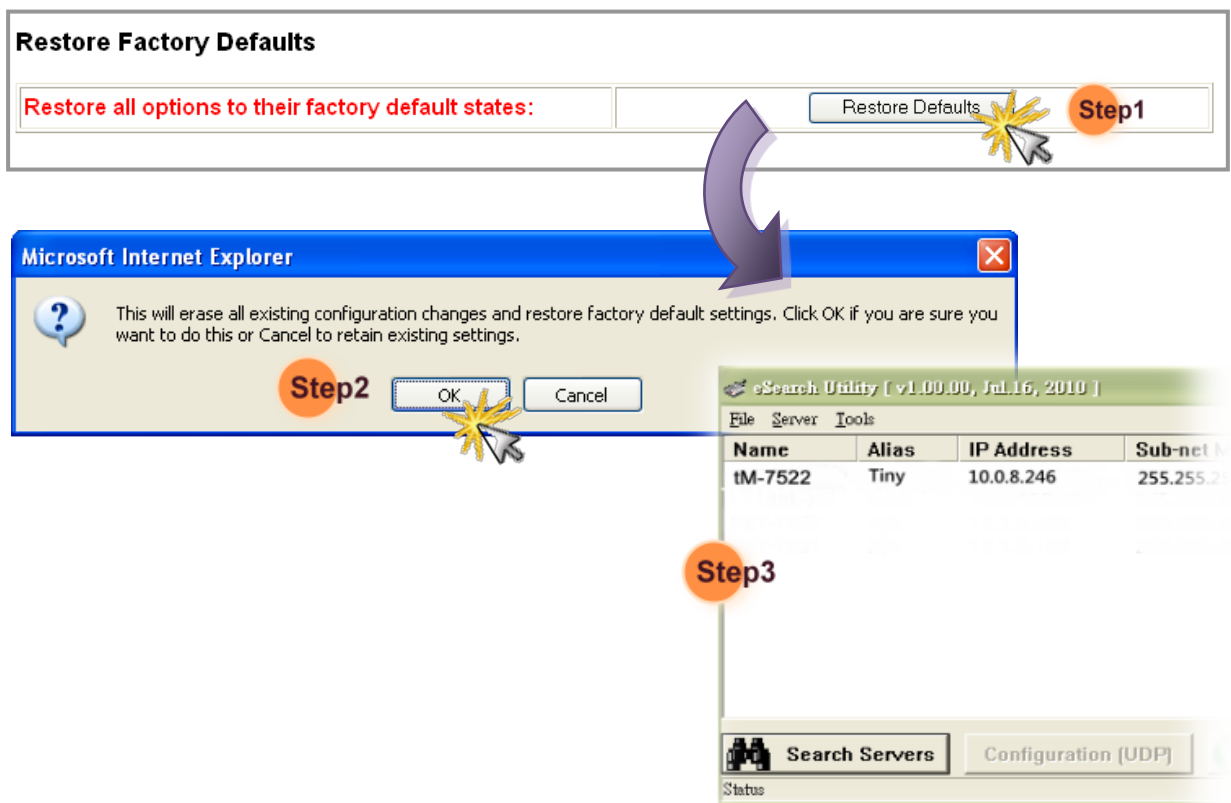 Restore Factory Defaults
Restore all options to their factory default states:
Restore Defaults
Step1
Microsoft Internet Explorer
This will erase all existing configuration changes and restore factory default settings. Click OK if you are sure you
want to do this or Cancel to retain existing settings.
Step2
OK
Cancel
eSearch Utility [ v1.00.00, Jul.16, 2010 ]
File Server Tools
Name Alias IP Address Sub-net
tM-7522 Tiny 10.0.8.246 255.255.
Step3
Search Servers
Configuration (UDP)
Status